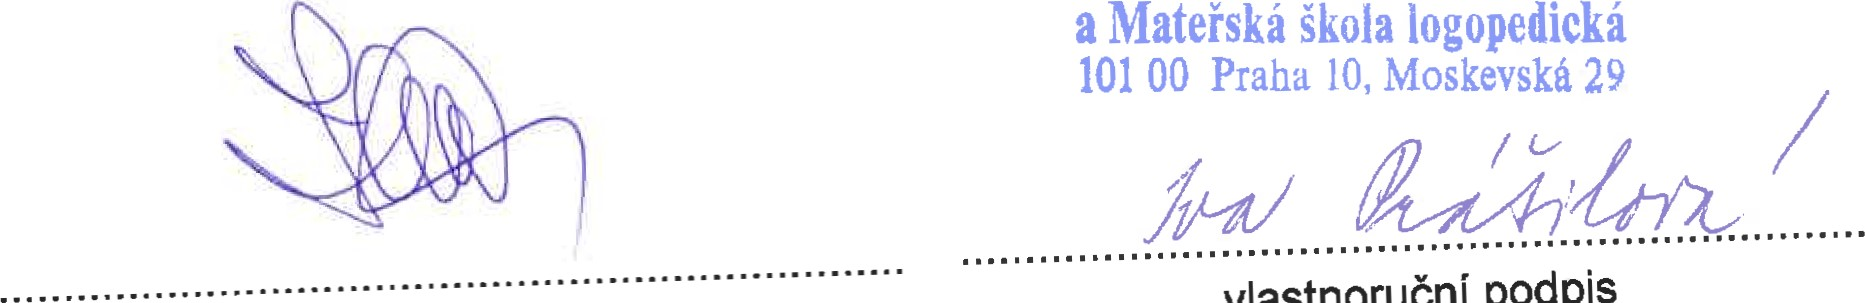 a Mateřská škola logopedická
101 00 Praha 10, Moskevská 29
Iva Prášilová
vlastnoruční podpis